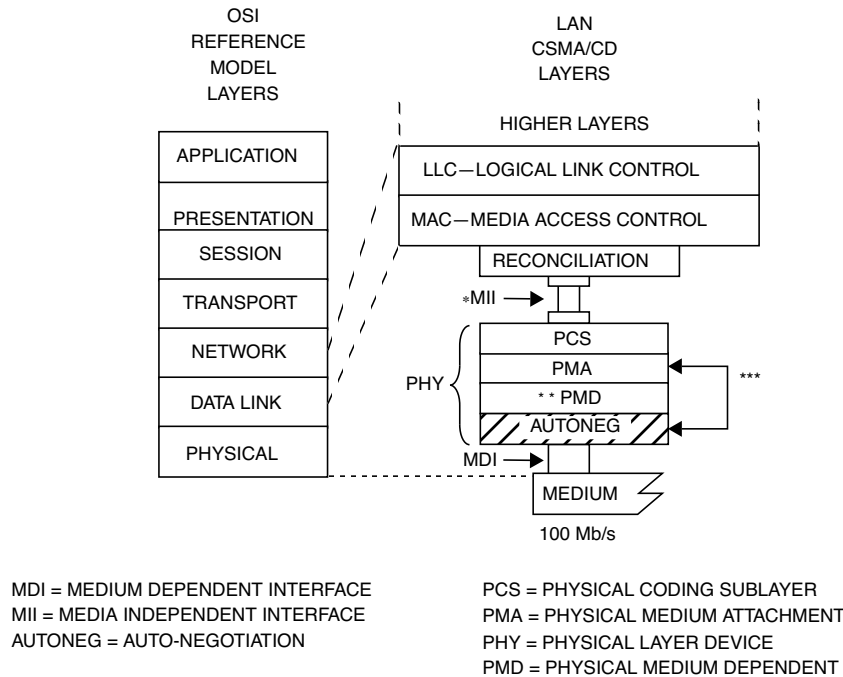 OSI
REFERENCE
MODEL
LAYERS
APPLICATION
PRESENTATION
SESSION
TRANSPORT
NETWORK
DATA LINK
PHYSICAL
LAN
CSMA/CD
LAYERS
HIGHER LAYERS
LLC—LOGICAL LINK CONTROL
MAC—MEDIA ACCESS CONTROL
RECONCILIATION
*MII
PHY
PCS
PMA
* * PMD
AUTONEG
***
MDI
MEDIUM
100 Mb/s
MDI = MEDIUM DEPENDENT INTERFACE
MII = MEDIA INDEPENDENT INTERFACE
AUTONEG = AUTO-NEGOTIATION
PCS = PHYSICAL CODING SUBLAYER
PMA = PHYSICAL MEDIUM ATTACHMENT
PHY = PHYSICAL LAYER DEVICE
PMD = PHYSICAL MEDIUM DEPENDENT